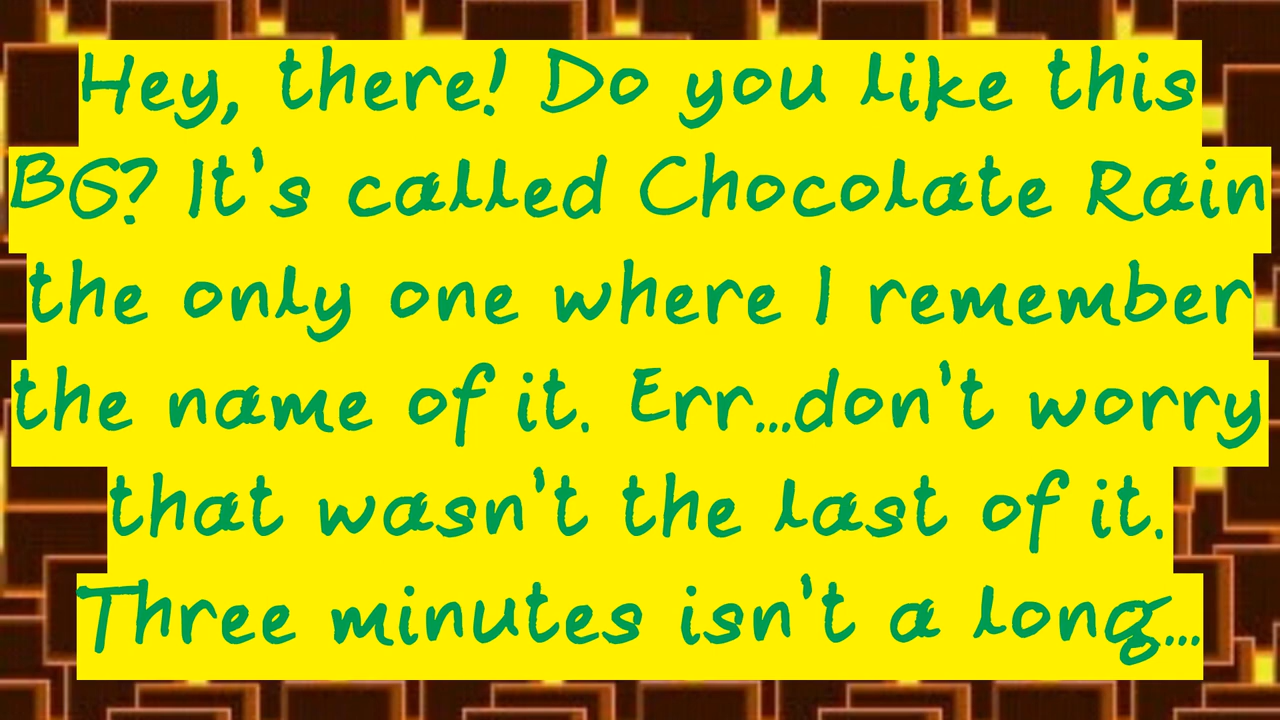 Hey, there! Do you like this
BG? It's called Chocolate Rain
the only one where I remember
the name of it. Err...don't worry
that wasn't the last of it.
Three minutes isn't a long...